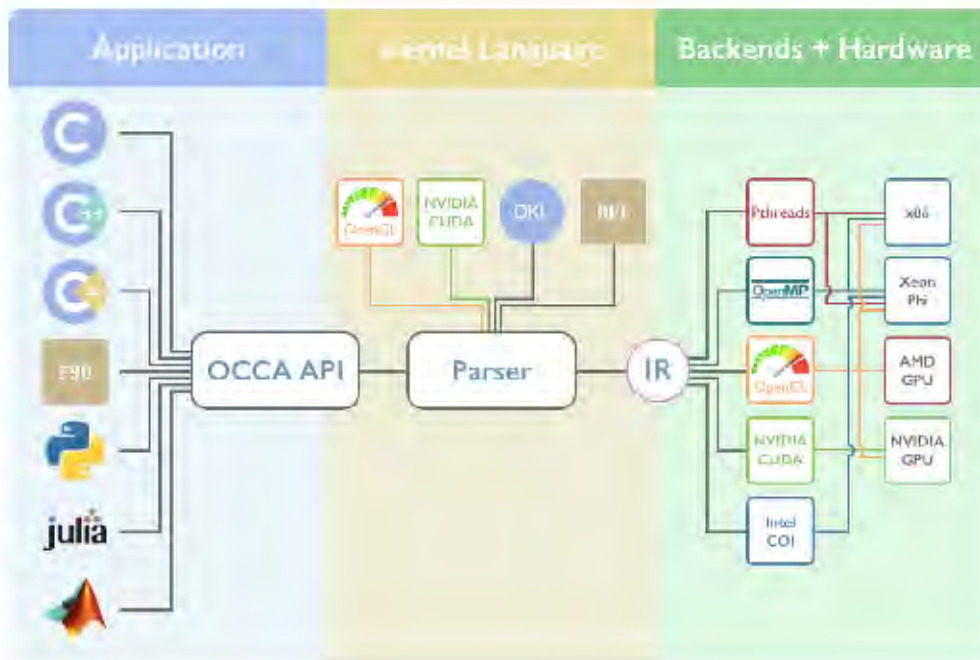 Application
Kernel Language
Backends + Hardware
C
C++
C
F90
julia
OCCA API
OpenCL
NVIDIA
CUDA
OKL
OFL
Parser
IR
Pthreads
OpenMP
OpenCL
NVIDIA
CUDA
Intel
COI
x86
Xeon
Phi
AMD
GPU
NVIDIA
GPU